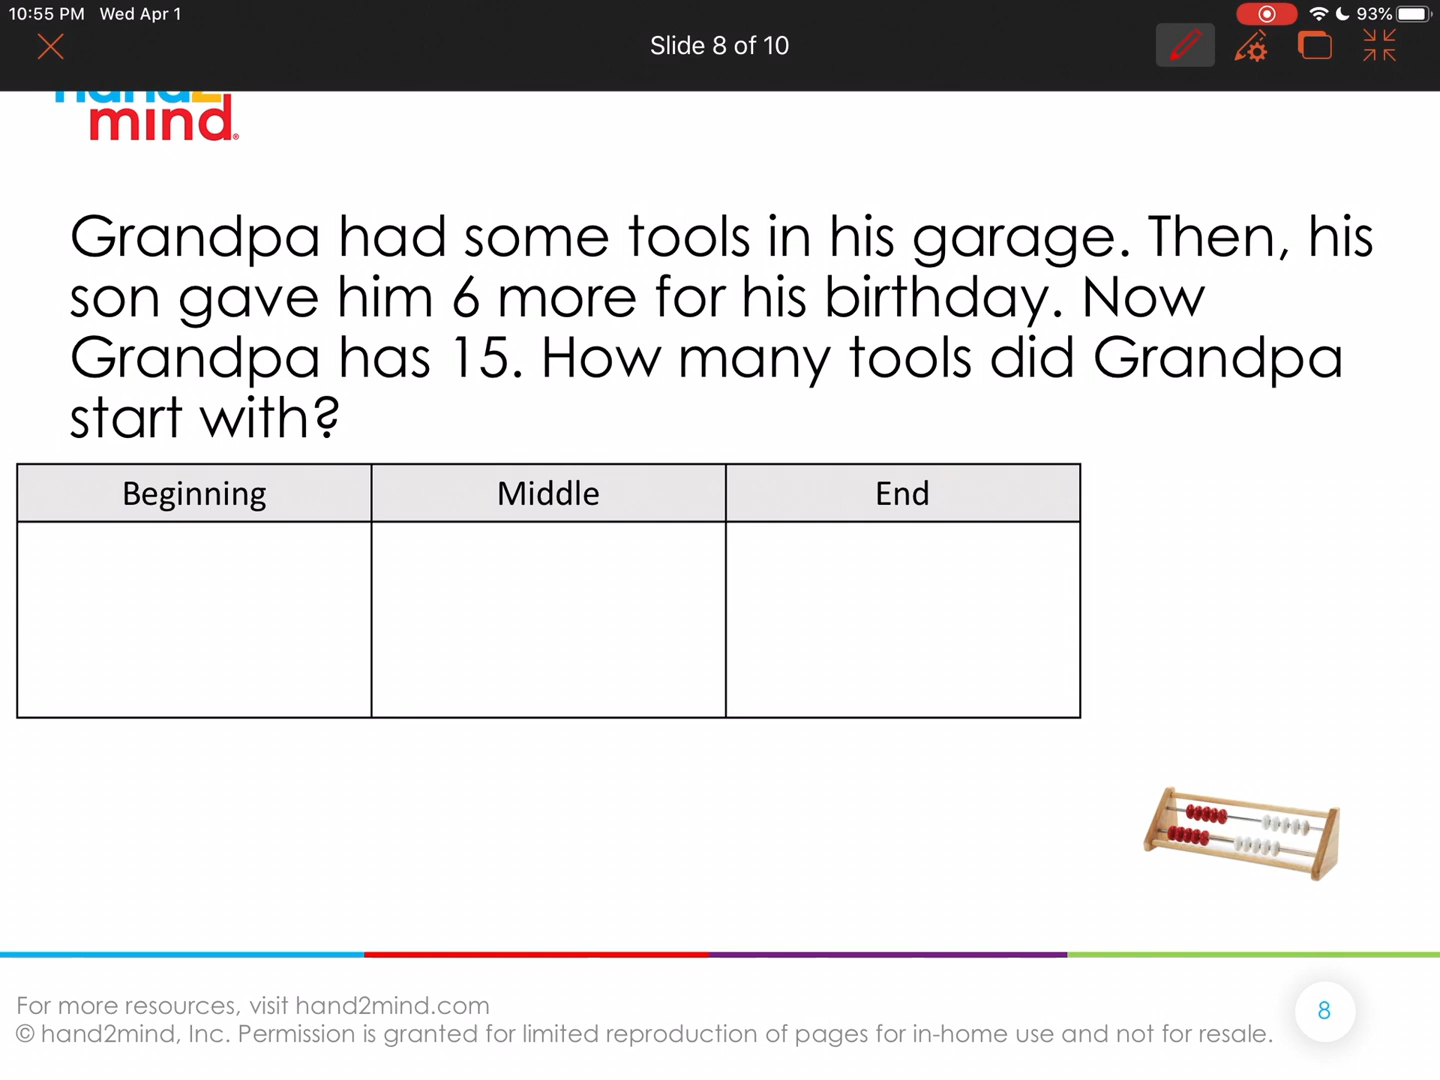 10:55 PM Wed Apr 1
93%
Slide 8 of 10
hand2
mind
Grandpa had some tools in his garage. Then, his
son gave him 6 more for his birthday. Now
Grandpa has 15. How many tools did Grandpa
start with?
Beginning Middle End
For more resources, visit hand2mind.com
© hand2mind, Inc. Permission is granted for limited reproduction of pages for in-home use and not for resale.
8